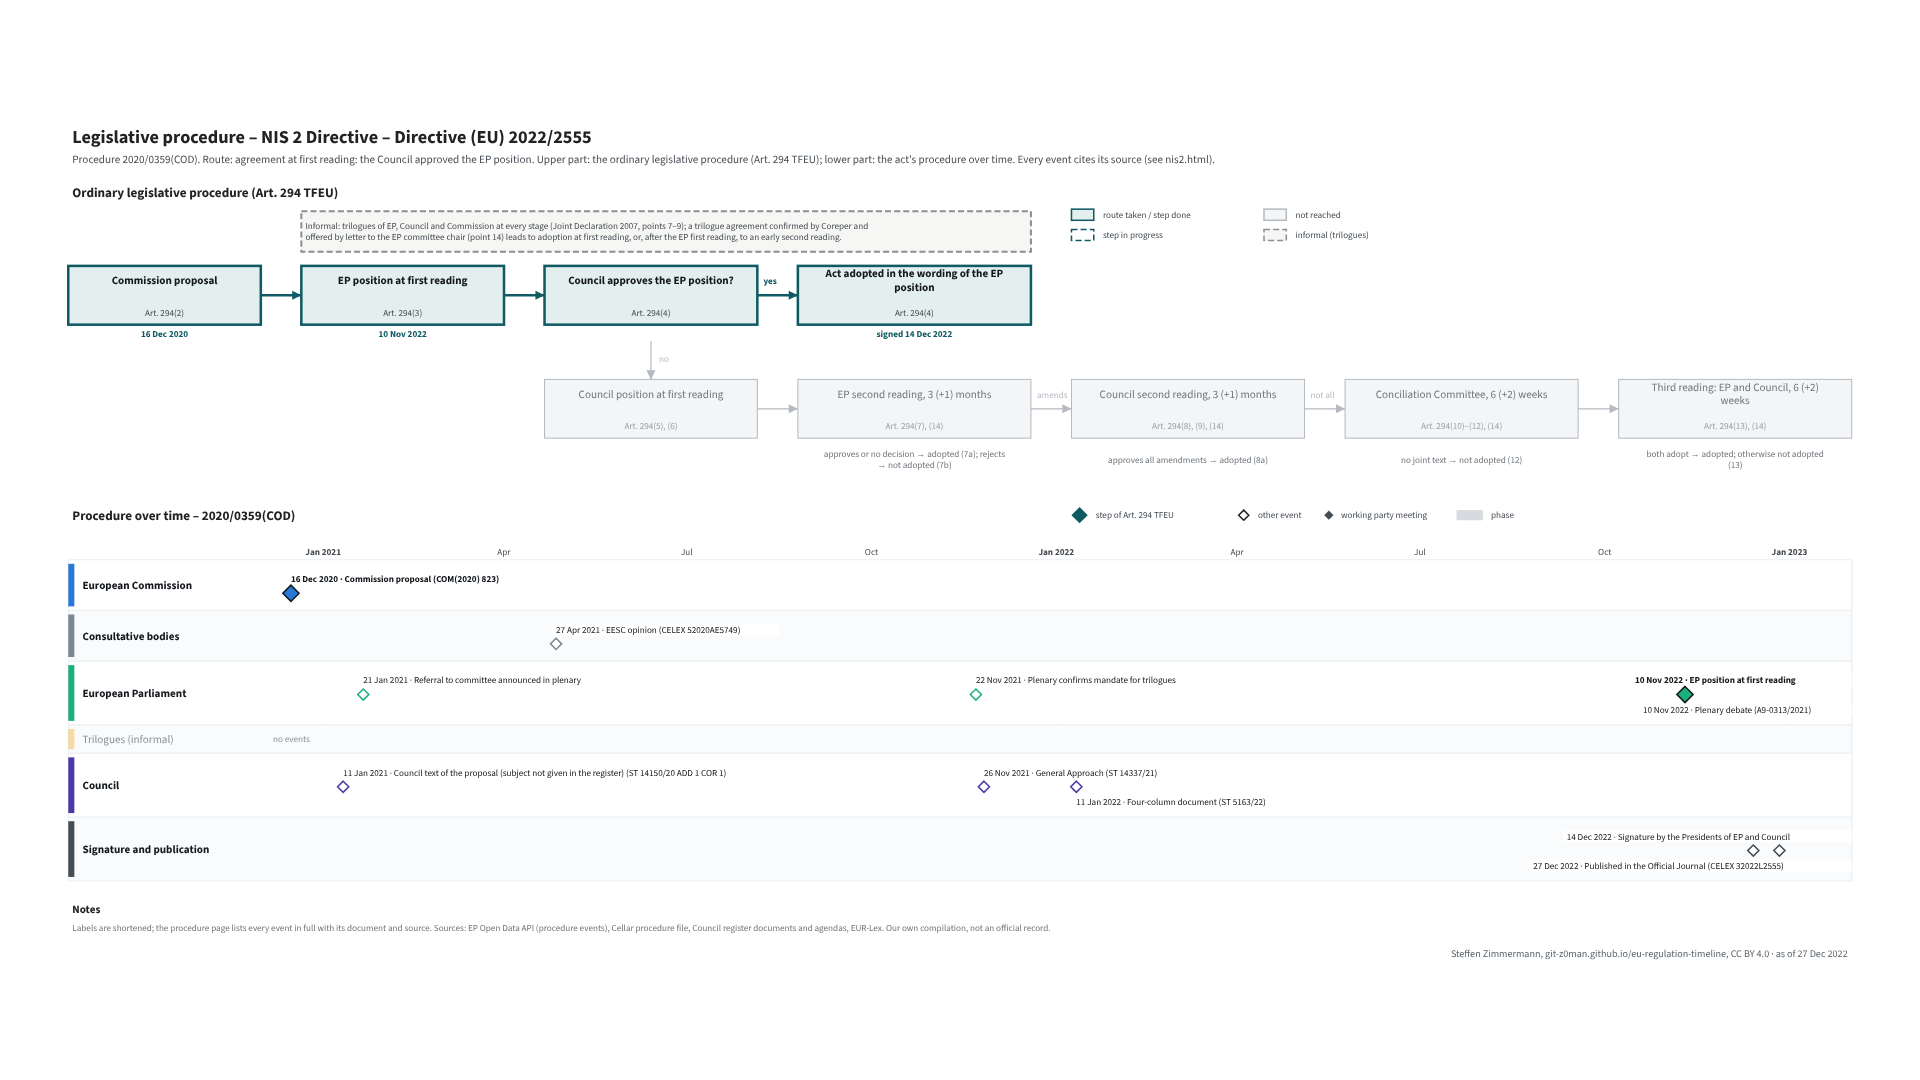 Legislative procedure – NIS 2 Directive – Directive (EU) 2022/2555
Procedure 2020/0359(COD). Route: agreement at first reading: the Council approved the EP position. Upper part: the ordinary legislative procedure (Art. 294 TFEU); lower part: the act's procedure over time. Every event cites its source (see nis2.html).
Ordinary legislative procedure (Art. 294 TFEU)
Informal: trilogues of EP, Council and Commission at every stage (Joint Declaration 2007, points 7–9); a trilogue agreement confirmed by Coreper and
offered by letter to the EP committee chair (point 14) leads to adoption at first reading, or, after the EP first reading, to an early second reading.
route taken / step done
not reached
step in progress
informal (trilogues)
Commission proposal
Art. 294(2)
16 Dec 2020
EP position at first reading
Art. 294(3)
10 Nov 2022
Council approves the EP position?
Art. 294(4)
yes
Act adopted in the wording of the EP
position
Art. 294(4)
signed 14 Dec 2022
no
Council position at first reading
Art. 294(5), (6)
EP second reading, 3 (+1) months
Art. 294(7), (14)
approves or no decision → adopted (7a); rejects
→ not adopted (7b)
amends
Council second reading, 3 (+1) months
Art. 294(8), (9), (14)
approves all amendments → adopted (8a)
not all
Conciliation Committee, 6 (+2) weeks
Art. 294(10)–(12), (14)
no joint text → not adopted (12)
Third reading: EP and Council, 6 (+2)
weeks
Art. 294(13), (14)
both adopt → adopted; otherwise not adopted
(13)
Procedure over time – 2020/0359(COD)
step of Art. 294 TFEU
other event
working party meeting
phase
Jan 2021
Apr
Jul
Oct
Jan 2022
Apr
Jul
Oct
Jan 2023
European Commission
16 Dec 2020 · Commission proposal (COM(2020) 823)
Consultative bodies
27 Apr 2021 · EESC opinion (CELEX 52020AE5749)
European Parliament
21 Jan 2021 · Referral to committee announced in plenary
22 Nov 2021 · Plenary confirms mandate for trilogues
10 Nov 2022 · EP position at first reading
10 Nov 2022 · Plenary debate (A9-0313/2021)
Trilogues (informal)
no events
Council
11 Jan 2021 · Council text of the proposal (subject not given in the register) (ST 14150/20 ADD 1 COR 1)
26 Nov 2021 · General Approach (ST 14337/21)
11 Jan 2022 · Four-column document (ST 5163/22)
Signature and publication
14 Dec 2022 · Signature by the Presidents of EP and Council
27 Dec 2022 · Published in the Official Journal (CELEX 32022L2555)
Notes
Labels are shortened; the procedure page lists every event in full with its document and source. Sources: EP Open Data API (procedure events), Cellar procedure file, Council register documents and agendas, EUR-Lex. Our own compilation, not an official record.
Steffen Zimmermann, git-z0man.github.io/eu-regulation-timeline, CC BY 4.0 · as of 27 Dec 2022